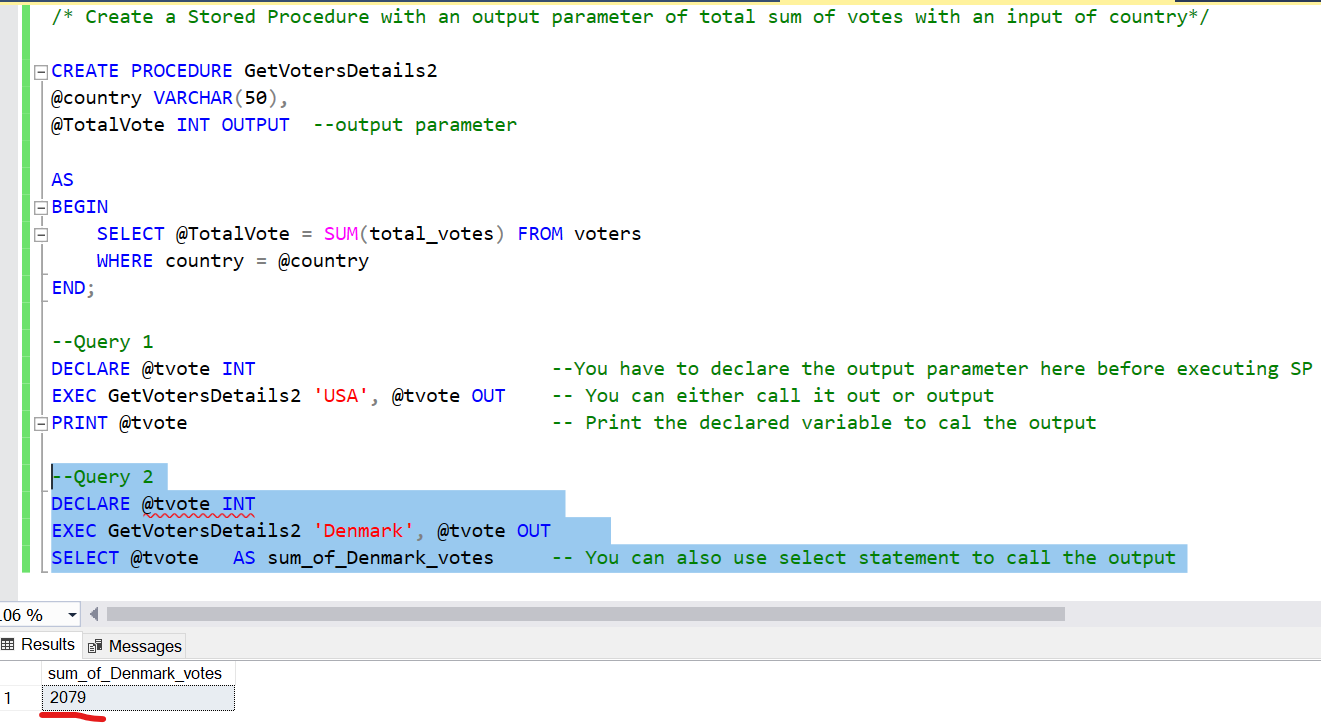 /* Create a Stored Procedure with an output parameter of total sum of votes with an input of country*/
CREATE PROCEDURE GetVotersDetails2
@country VARCHAR(50),
@TotalVote INT OUTPUT  --output parameter
AS
BEGIN
SELECT @TotalVote = SUM(total_votes) FROM voters
WHERE country = @country
END;
--Query 1
DECLARE @tvote INT --You have to declare the output parameter here before executing SP
EXEC GetVotersDetails2 'USA', @tvote OUT -- You can either call it out or output
PRINT @tvote -- Print the declared variable to cal the output
--Query 2
DECLARE @tvote INT
EXEC GetVotersDetails2 'Denmark', @tvote OUT
SELECT @tvote AS sum_of_Denmark_votes -- You can also use select statement to call the output
.06 %
Results Messages
sum_of_Denmark_votes
1 2079